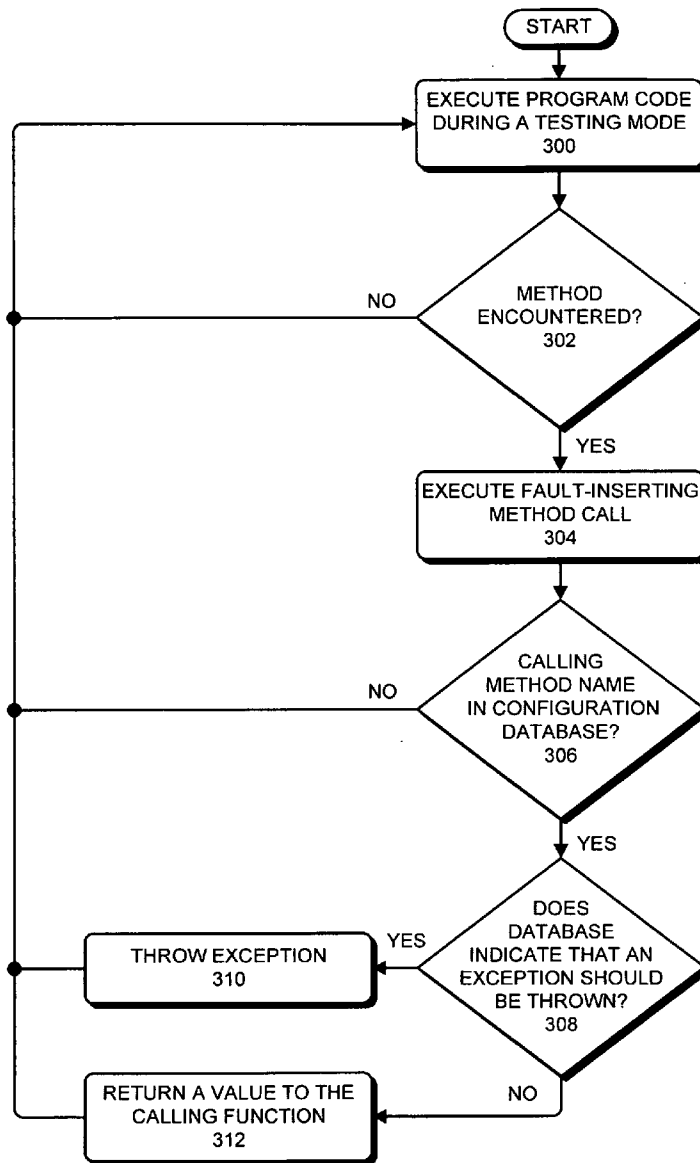 START
EXECUTE PROGRAM CODE
DURING A TESTING MODE
300
METHOD
ENCOUNTERED?
302
NO
YES
EXECUTE FAULT-INSERTING
METHOD CALL
304
CALLING
METHOD NAME
IN CONFIGURATION
DATABASE?
306
NO
YES
DOES
DATABASE
INDICATE THAT AN
EXCEPTION SHOULD
BE THROWN?
308
YES
THROW EXCEPTION
310
NO
RETURN A VALUE TO THE
CALLING FUNCTION
312